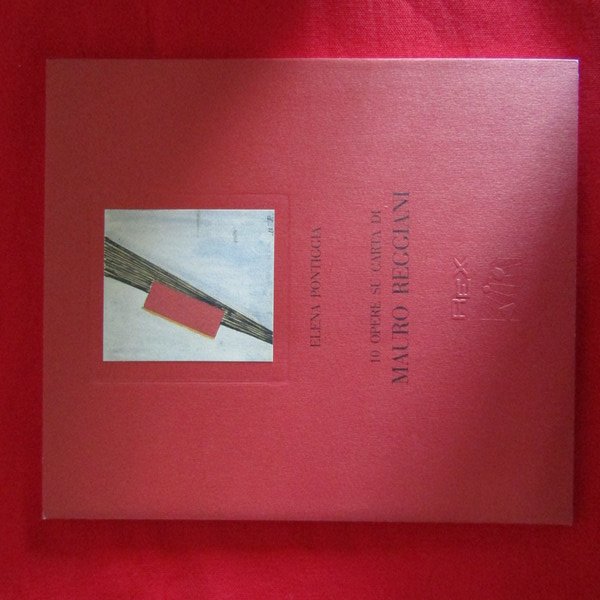 ELENA PONTIGGIA
10 OPERE SU CARTA DI
MAURO REGGIANI
REX